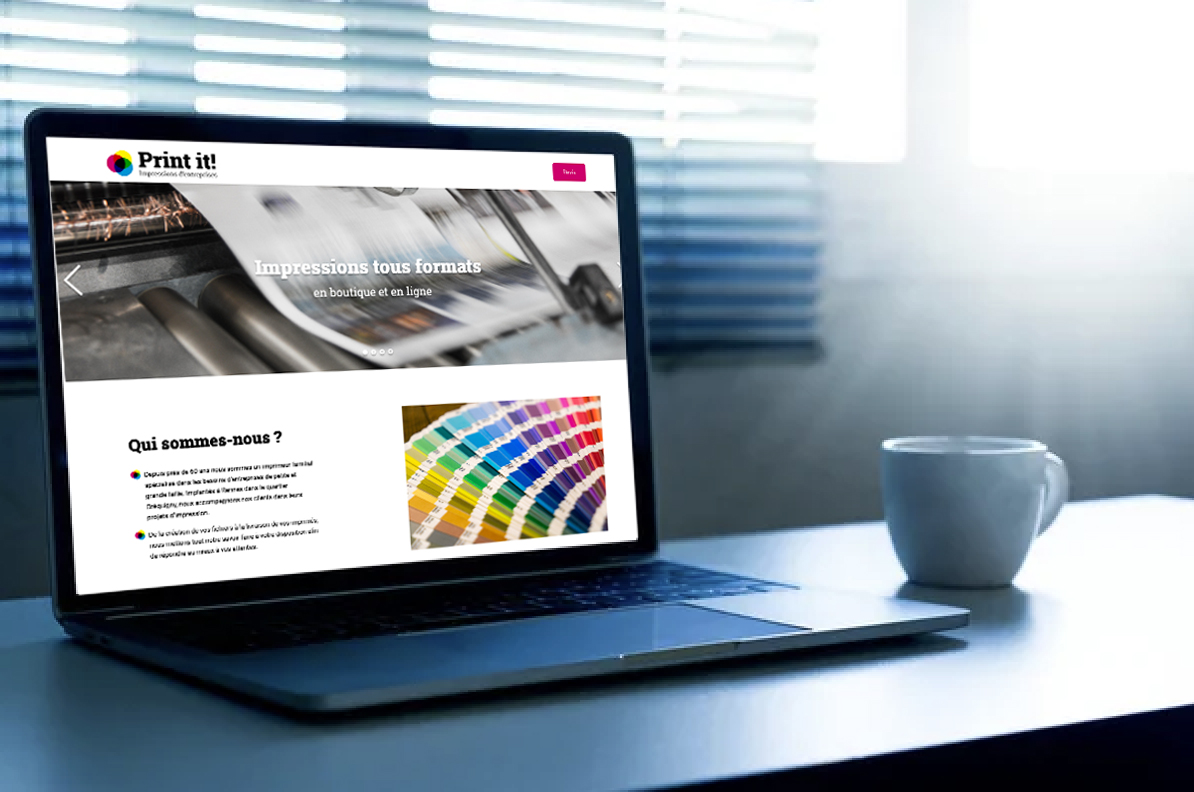 Print it!
Impressions d'entreprises
Devis
Impressions tous formats
en boutique et en ligne
Qui sommes-nous ?
Depuis près de 60 ans nous sommes un imprimeur familial
spécialisé dans les besoins d'entreprises de petite et
grande taille. Implantés à Rennes dans le quartier
Bréquigny, nous accompagnons nos clients dans leurs
projets d'impression.
De la création de vos fichiers à la livraison de vos imprimés,
nous mettons tout notre savoir-faire à votre disposition afin
de répondre au mieux à vos attentes.